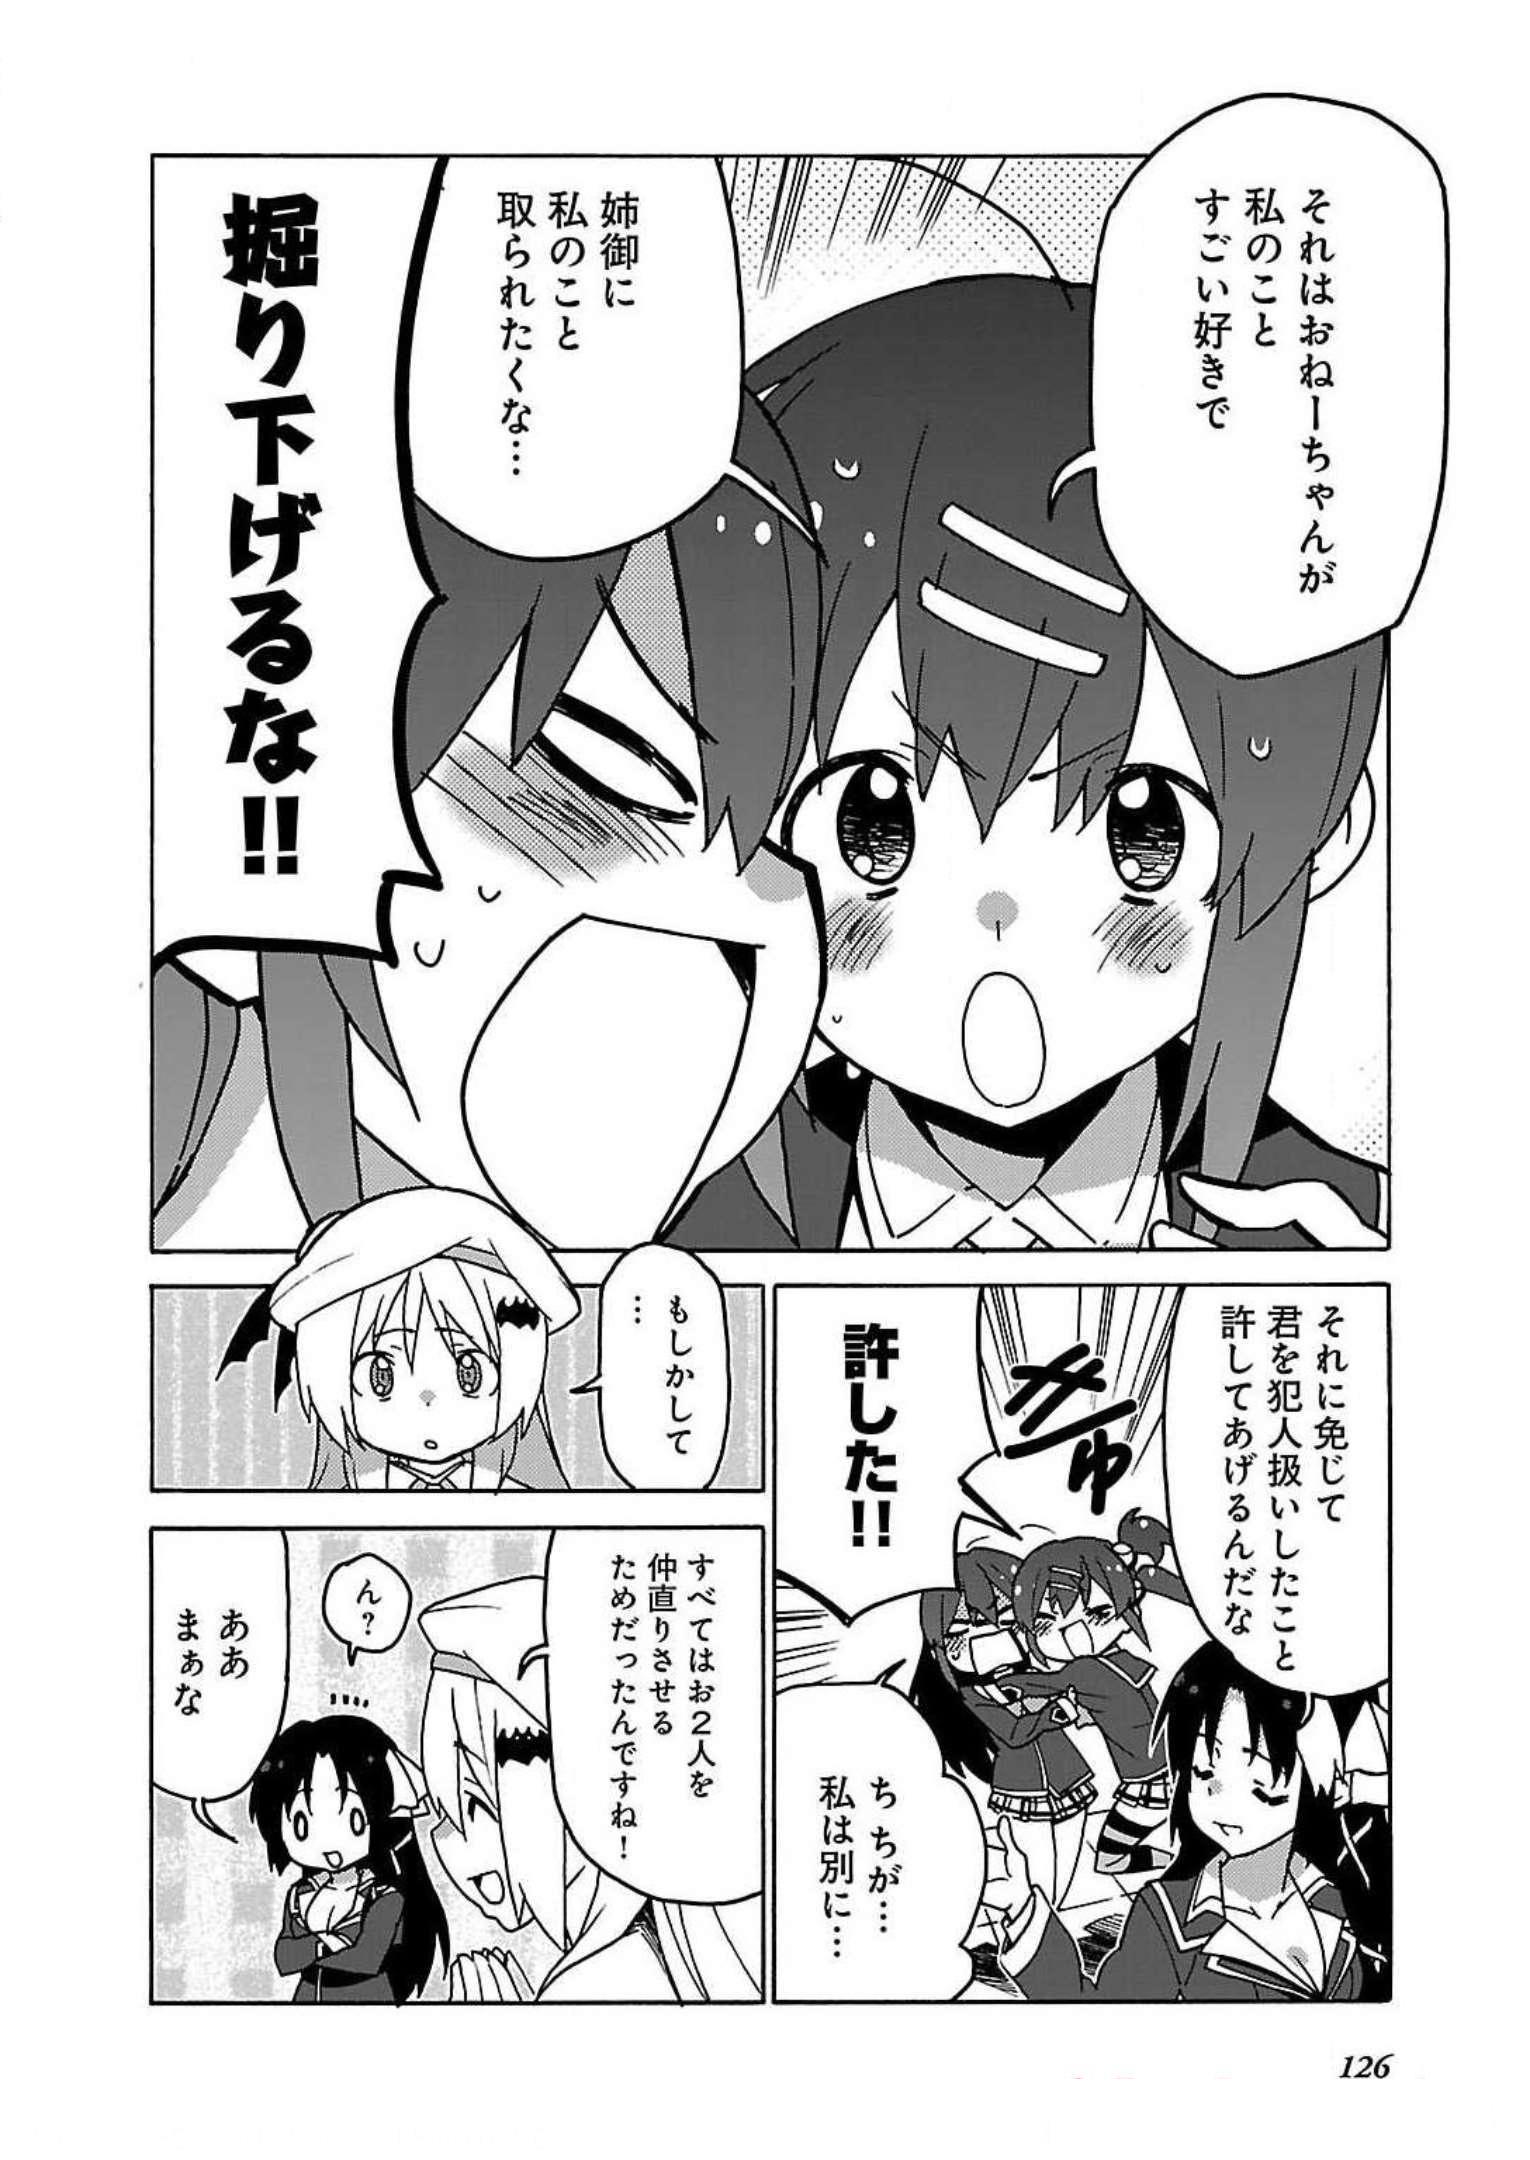 それはおねーちゃんが
私のこと
すごい好きで
姉御に
私のこと
取られたくな…
掘り下げるな!!
それに免じて
君を犯人扱いしたこと
許してあげるんだな
ギュ
許した!!
ちちが…
私は別に…
もしかして
…
すべてはお2人を
仲直りさせる
ためだったんですね!
ん?
ああ
まぁな
126